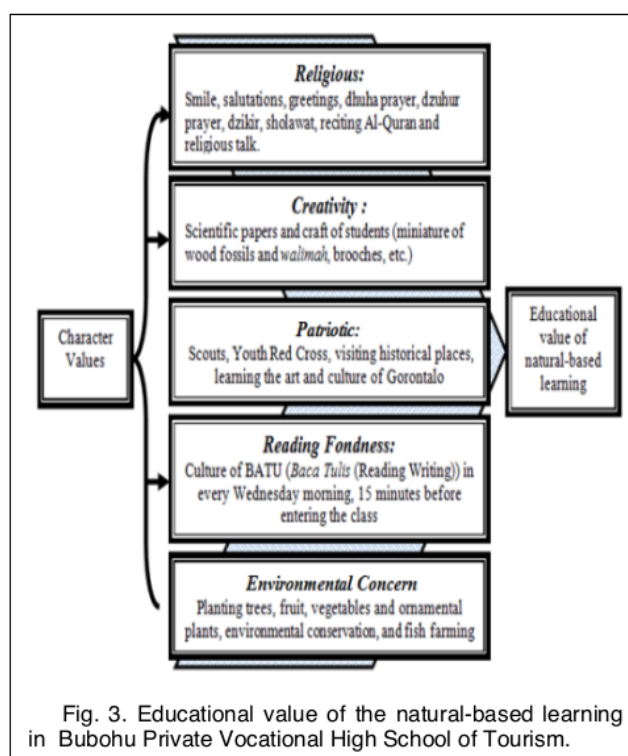 Religious:
Smile, salutations, greetings, dhuha prayer, dzuhur
prayer, dzikir, sholawat, reciting Al-Quran and
religious talk.
Creativity :
Scientific papers and craft of students (miniature of
wood fossils and walimah, brooches, etc.)
Character
Values
Patriotic:
Scouts, Youth Red Cross, visiting historical places,
learning the art and culture of Gorontalo
Educational
value of
natural-based
learning
Reading Fondness:
Culture of BATU (Baca Tulis (Reading Writing)) in
every Wednesday morning, 15 minutes before
entering the class
Environmental Concern
Planting trees, fruit, vegetables and ornamental
plants, environmental conservation, and fish farming
Fig. 3. Educational value of the natural-based learning
in Bubohu Private Vocational High School of Tourism.